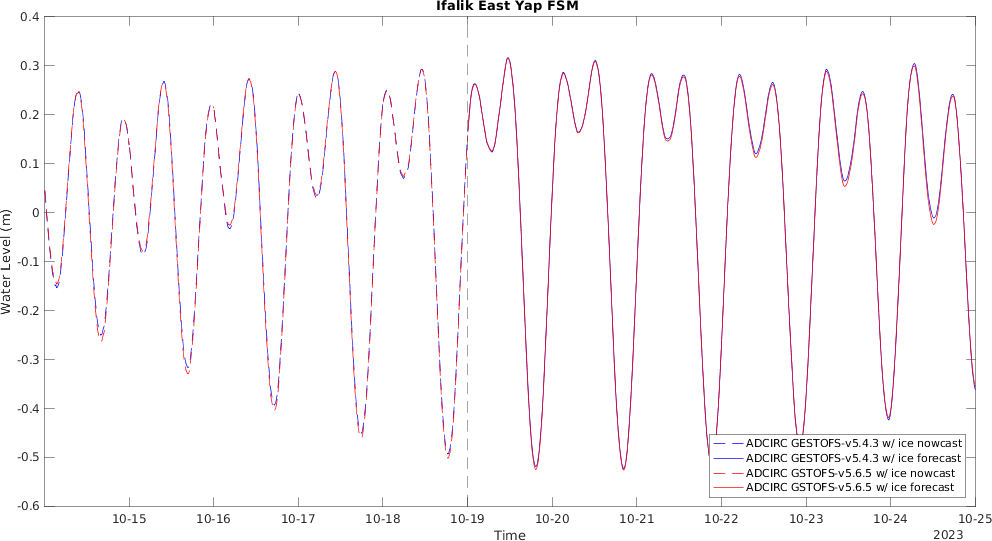 Ifalik East Yap FSM
0.4
0.3
0.2
0.1
0
-0.1
-0.2
-0.3
-0.4
-0.5
-0.6
Water Level (m)
ADCIRC GESTOFS-v5.4.3 w/ ice nowcast
ADCIRC GESTOFS-v5.4.3 w/ ice forecast
ADCIRC GSTOFS-v5.6.5 w/ ice nowcast
ADCIRC GSTOFS-v5.6.5 w/ ice forecast
10-15 10-16 10-17 10-18 10-19 10-20 10-21 10-22 10-23 10-24 10-25
Time
2023